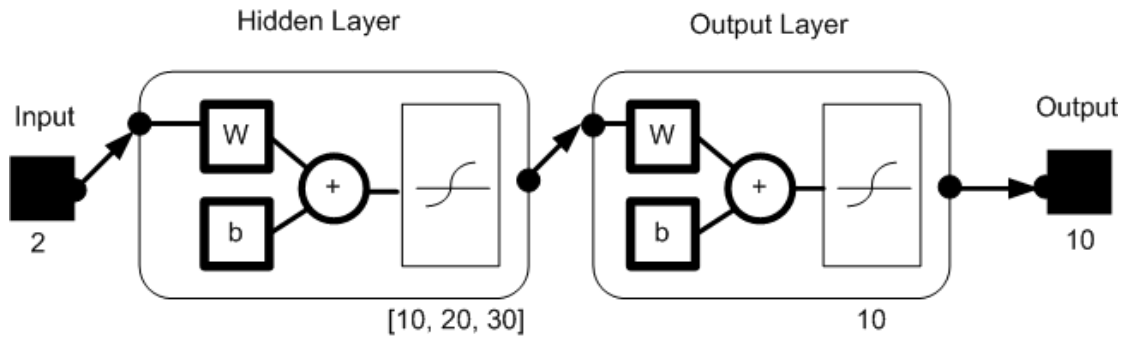 Hidden Layer
Output Layer
Input
Output
W
b
+
W
b
+
2
10
[10, 20, 30]
10